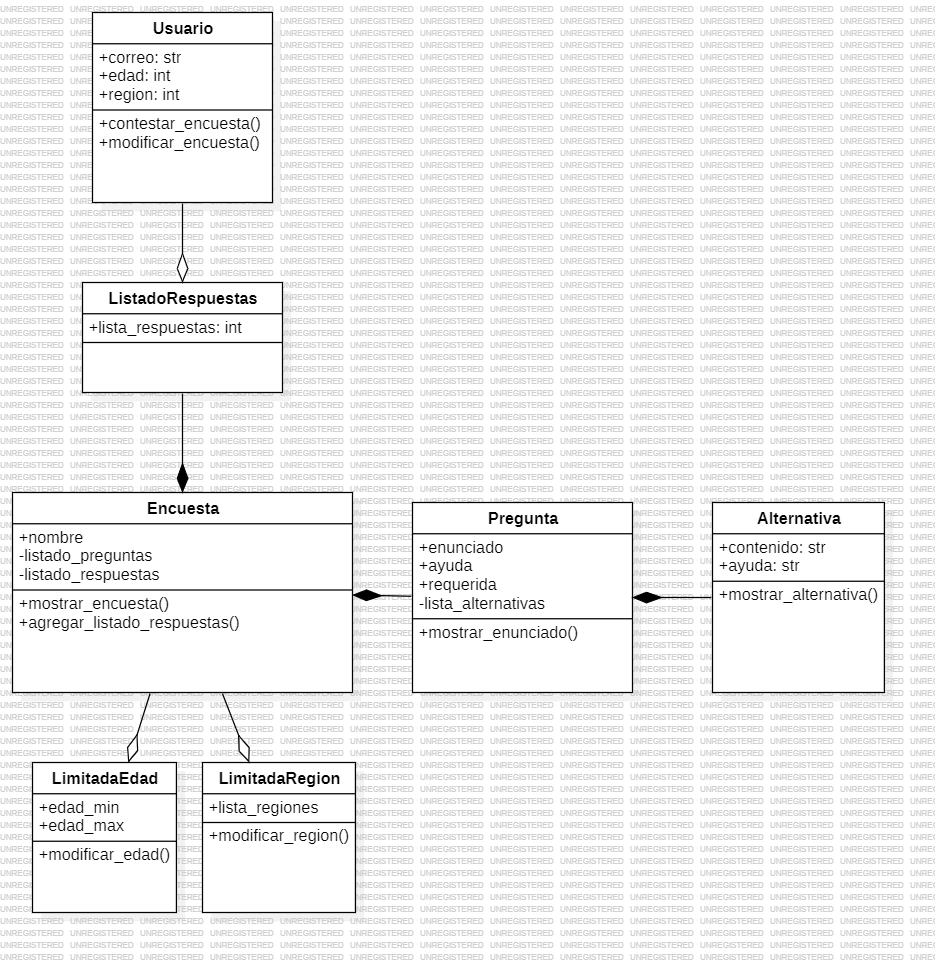 Usuario
+correo: str
+edad: int
+region: int
+contestar_encuesta()
+modificar_encuesta()
ListadoRespuestas
+lista_respuestas: int
Encuesta
+nombre
-listado_preguntas
-listado_respuestas
+mostrar_encuesta()
+agregar_listado_respuestas()
Pregunta
+enunciado
+ayuda
+requerida
-lista_alternativas
+mostrar_enunciado()
Alternativa
+contenido: str
+ayuda: str
+mostrar_alternativa()
LimitadaEdad
+edad_min
+edad_max
+modificar_edad()
LimitadaRegion
+lista_regiones
+modificar_region()
UNREGISTERED